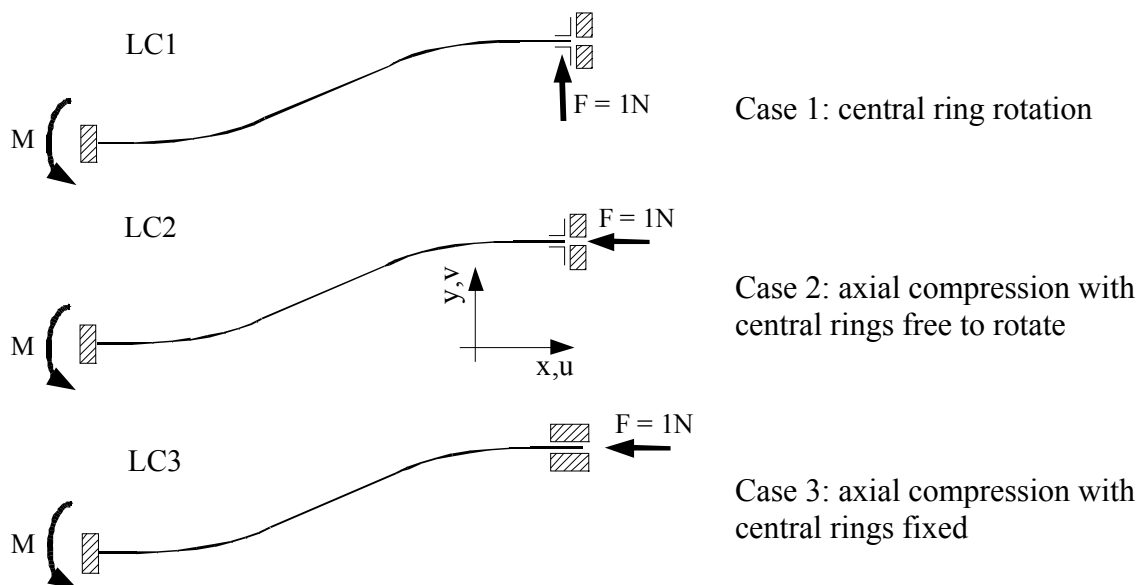 LC1
M
F = 1N
Case 1: central ring rotation
LC2
F = 1N
M
y,v
x,u
Case 2: axial compression with
central rings free to rotate
LC3
F = 1N
M
Case 3: axial compression with
central rings fixed